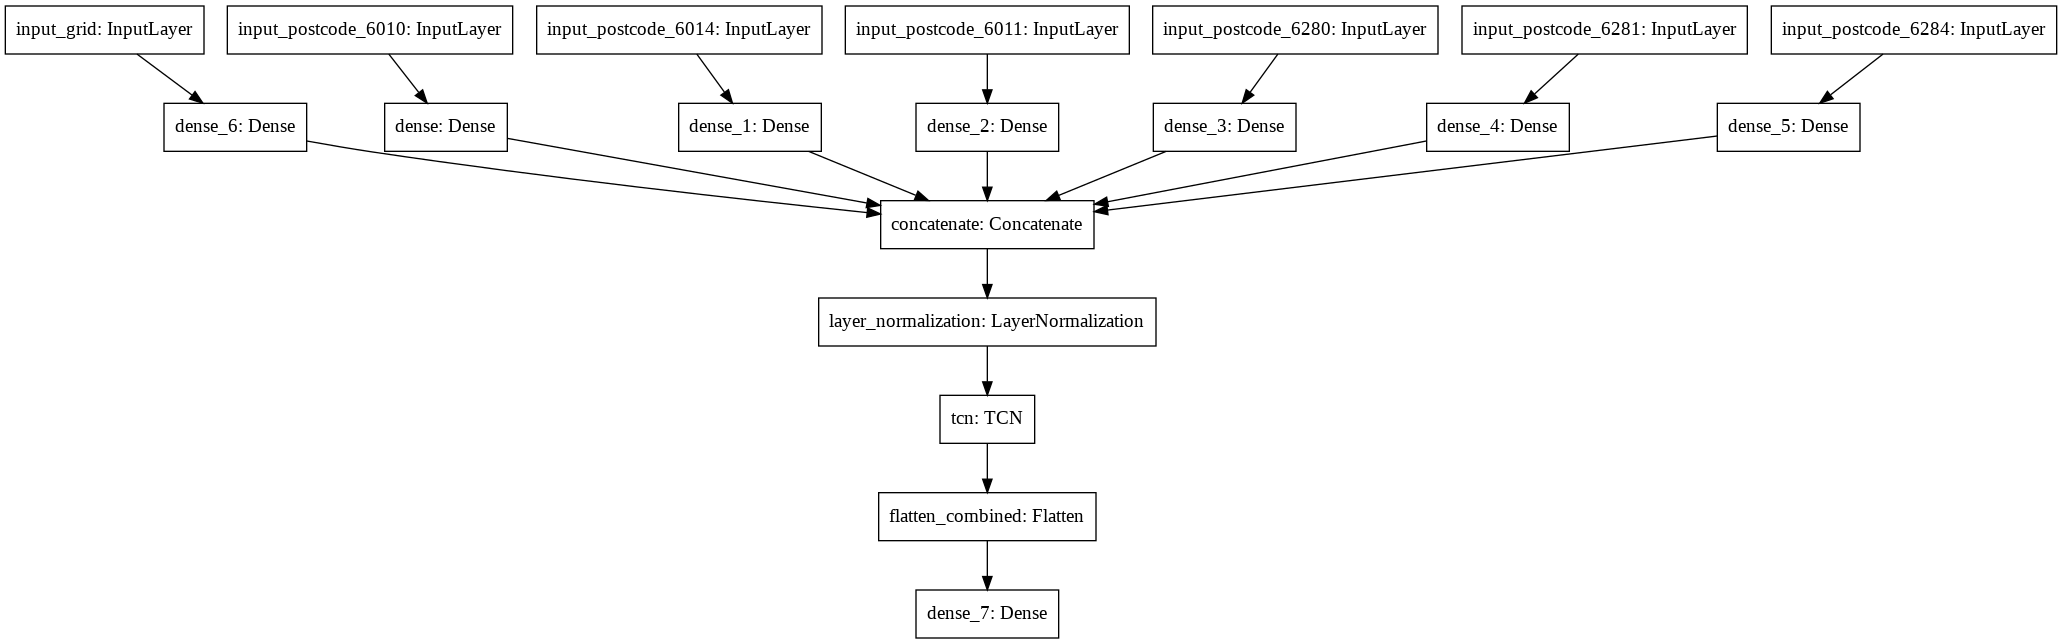 input_grid: InputLayer
input_postcode_6010: InputLayer
input_postcode_6014: InputLayer
input_postcode_6011: InputLayer
input_postcode_6280: InputLayer
input_postcode_6281: InputLayer
input_postcode_6284: InputLayer
dense_6: Dense
dense: Dense
dense_1: Dense
dense_2: Dense
dense_3: Dense
dense_4: Dense
dense_5: Dense
concatenate: Concatenate
layer_normalization: LayerNormalization
tcn: TCN
flatten_combined: Flatten
dense_7: Dense